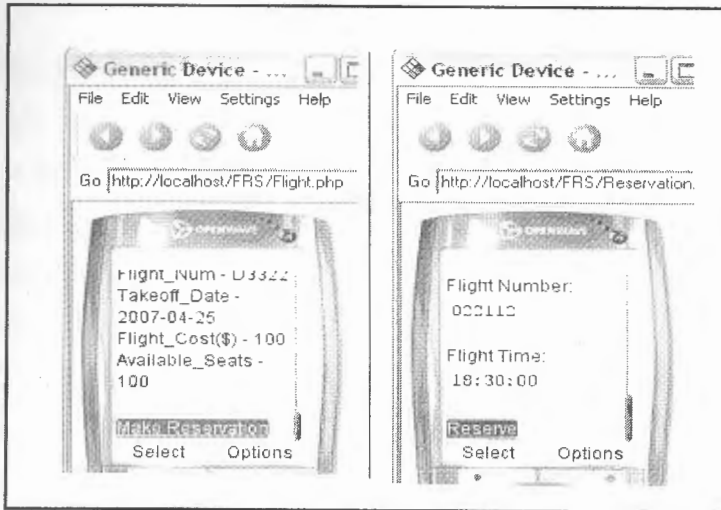 Generic Device - ...
File Edit View Settings Help
Go http://localhost/FRS/Flight.php
OPENWAVE
Flight_Num - D3322
Takeoff_Date -
2007-04-25
Flight_Cost($) - 100
Available_Seats -
100
Make Reservation
Select Options
Generic Device - ...
File Edit View Settings Help
Go http://localhost/FRS/Reservation.
OPENWAVE
Flight Number:
Flight Time:
18:30:00
Reserve
Select Options